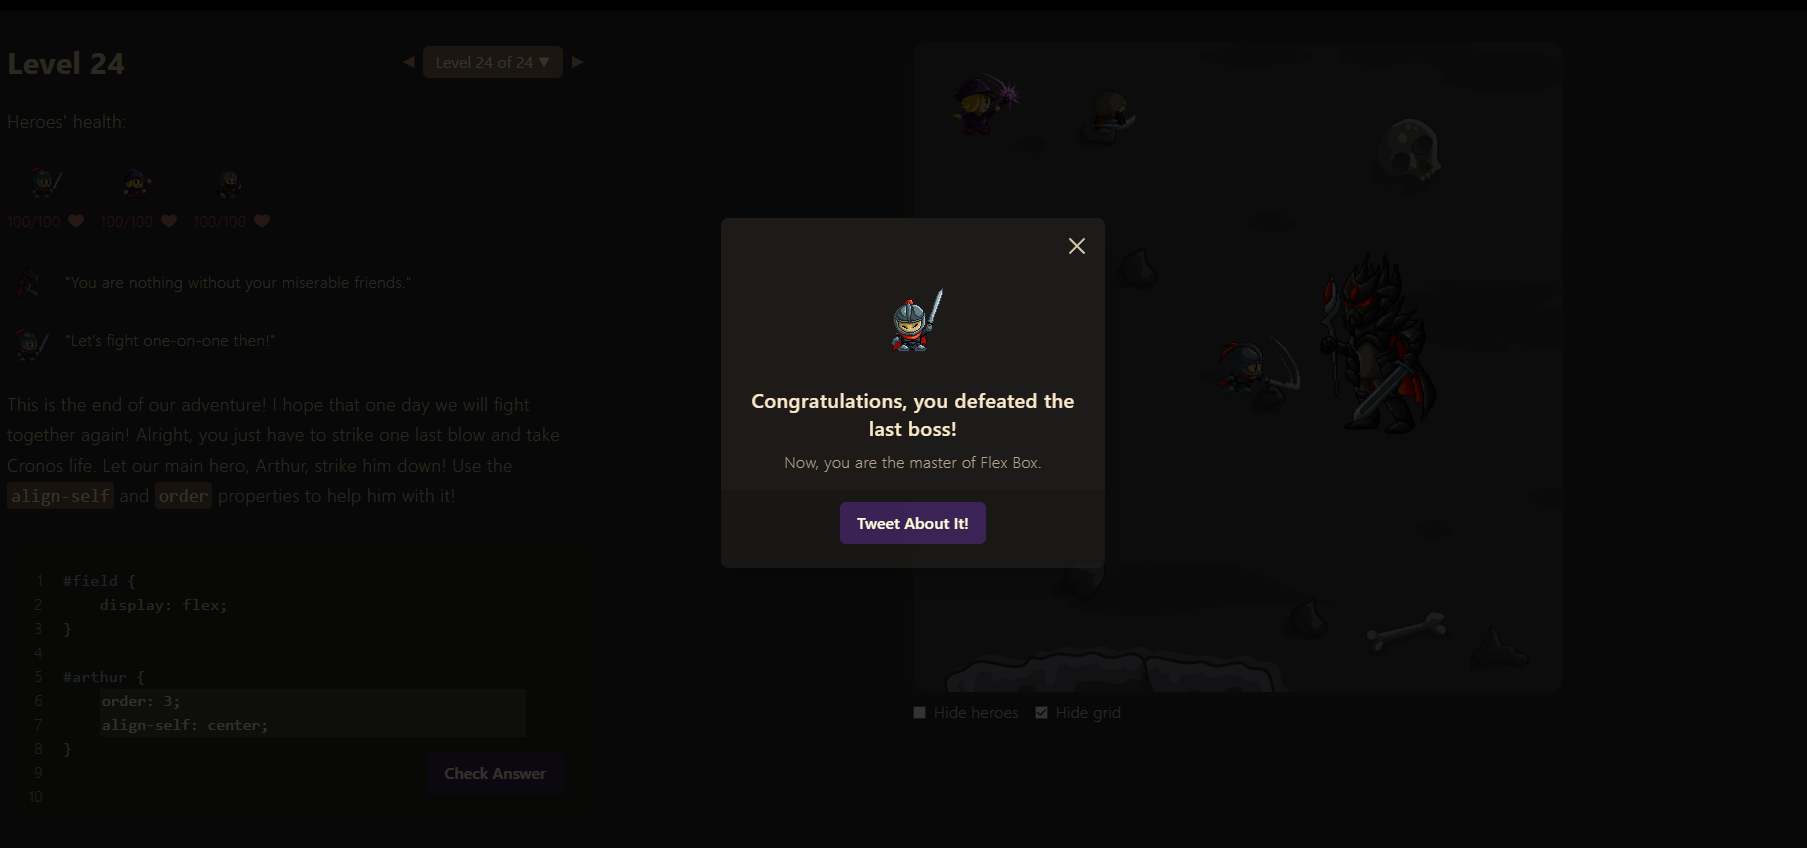 Level 24
Level 24 of 24 ▼
Heroes' health:
100/100
100/100
100/100
"You are nothing without your miserable friends."
"Let's fight one-on-one then!"
This is the end of our adventure! I hope that one day we will fight
together again! Alright, you just have to strike one last blow and take
Cronos life. Let our main hero, Arthur, strike him down! Use the
align-self and order properties to help him with it!
1 #field {
2 display: flex;
3 }
4
5 #arthur {
6 order: 3;
7 align-self: center;
8 }
9
10
Check Answer
Congratulations, you defeated the
last boss!
Now, you are the master of Flex Box.
Tweet About It!
Hide heroes
Hide grid